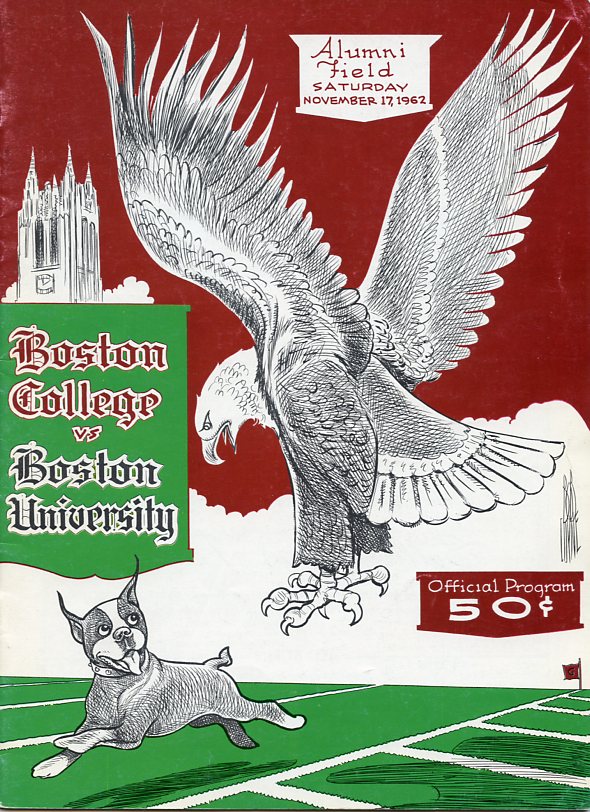 Alumni
Field
SATURDAY
NOVEMBER 17, 1962
Boston
College
vs
Boston
University
Official Program
50¢